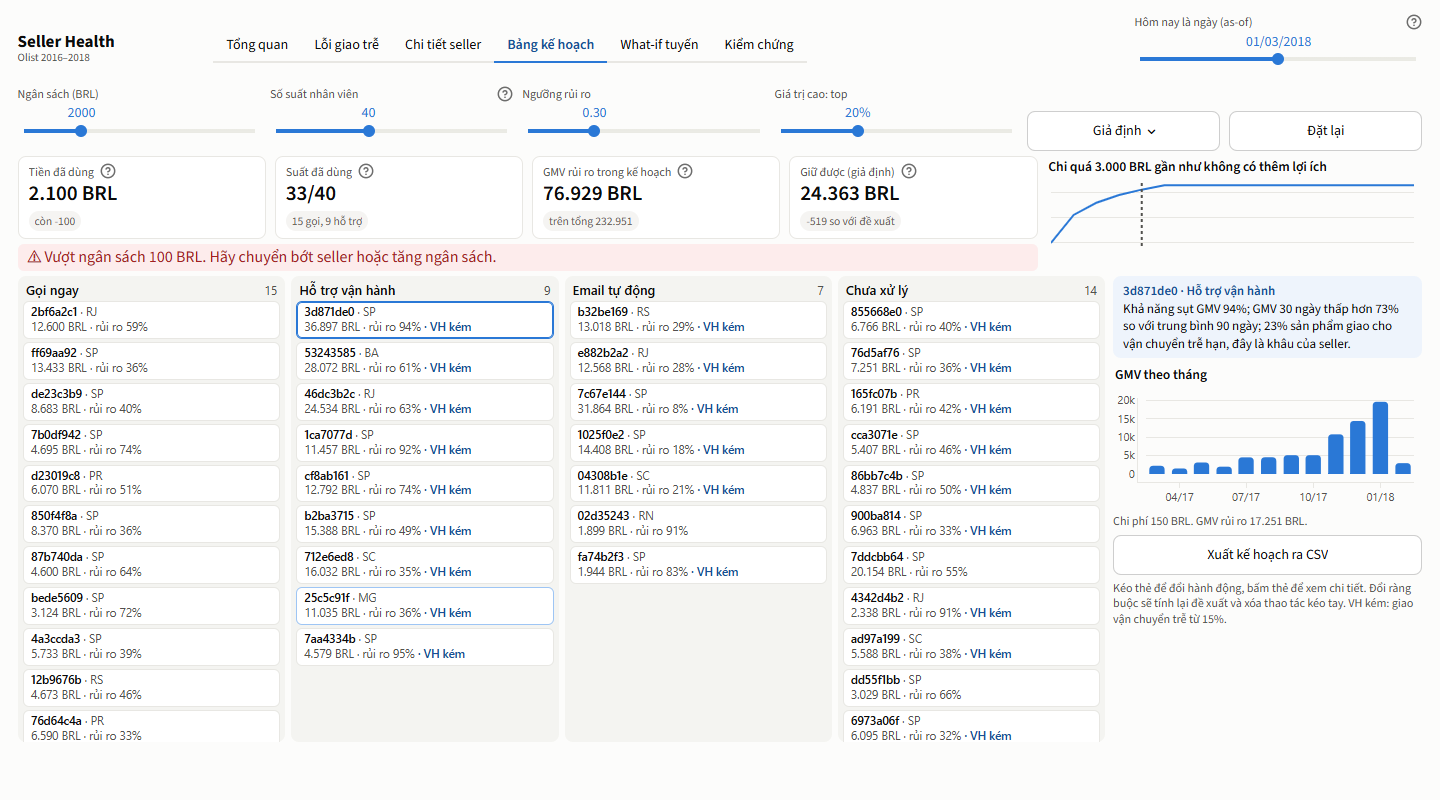 Hôm nay là ngày (as-of)
01/03/2018
Seller Health
Olist 2016–2018
Tổng quan
Lỗi giao trễ
Chi tiết seller
Bảng kế hoạch
What-if tuyến
Kiểm chứng
Ngân sách (BRL)
2000
Số suất nhân viên
40
Ngưỡng rủi ro
0.30
Giá trị cao: top
20%
Giả định
Đặt lại
Tiền đã dùng
2.100 BRL
còn -100
Suất đã dùng
33/40
15 gọi, 9 hỗ trợ
GMV rủi ro trong kế hoạch
76.929 BRL
trên tổng 232.951
Giữ được (giả định)
24.363 BRL
-519 so với đề xuất
Chi quá 3.000 BRL gần như không có thêm lợi ích
⚠ Vượt ngân sách 100 BRL. Hãy chuyển bớt seller hoặc tăng ngân sách.
Gọi ngay 15
2bf6a2c1 · RJ
12.600 BRL · rủi ro 59%
ff69aa92 · SP
13.433 BRL · rủi ro 36%
de23c3b9 · SP
8.683 BRL · rủi ro 40%
7b0df942 · SP
4.695 BRL · rủi ro 74%
d23019c8 · PR
6.070 BRL · rủi ro 51%
850f4f8a · SP
8.370 BRL · rủi ro 36%
87b740da · SP
4.600 BRL · rủi ro 64%
bede5609 · SP
3.124 BRL · rủi ro 72%
4a3ccda3 · SP
5.733 BRL · rủi ro 39%
12b9676b · RS
4.673 BRL · rủi ro 46%
76d64c4a · PR
6.590 BRL · rủi ro 33%
Hỗ trợ vận hành 9
3d871de0 · SP
36.897 BRL · rủi ro 94% · VH kém
53243585 · BA
28.072 BRL · rủi ro 61% · VH kém
46dc3b2c · RJ
24.534 BRL · rủi ro 63% · VH kém
1ca7077d · SP
11.457 BRL · rủi ro 92% · VH kém
cf8ab161 · SP
12.792 BRL · rủi ro 74% · VH kém
b2ba3715 · SP
15.388 BRL · rủi ro 49% · VH kém
712e6ed8 · SC
16.032 BRL · rủi ro 35% · VH kém
25c5c91f · MG
11.035 BRL · rủi ro 36% · VH kém
7aa4334b · SP
4.579 BRL · rủi ro 95% · VH kém
Email tự động 7
b32be169 · RS
13.018 BRL · rủi ro 29% · VH kém
e882b2a2 · RJ
12.568 BRL · rủi ro 28% · VH kém
7c67e144 · SP
31.864 BRL · rủi ro 8% · VH kém
1025f0e2 · SP
14.408 BRL · rủi ro 18% · VH kém
04308b1e · SC
11.811 BRL · rủi ro 21% · VH kém
02d35243 · RN
1.899 BRL · rủi ro 91%
fa74b2f3 · SP
1.944 BRL · rủi ro 83% · VH kém
Chưa xử lý 14
855668e0 · SP
6.766 BRL · rủi ro 40% · VH kém
76d5af76 · SP
7.251 BRL · rủi ro 36% · VH kém
165fc07b · PR
6.191 BRL · rủi ro 42% · VH kém
cca3071e · SP
5.407 BRL · rủi ro 46% · VH kém
86bb7c4b · SP
4.837 BRL · rủi ro 50% · VH kém
900ba814 · SP
6.963 BRL · rủi ro 33% · VH kém
7ddcbb64 · SP
20.154 BRL · rủi ro 55%
4342d4b2 · RJ
2.338 BRL · rủi ro 91% · VH kém
ad97a199 · SC
5.588 BRL · rủi ro 38% · VH kém
dd55f1bb · SP
3.029 BRL · rủi ro 66%
6973a06f · SP
6.095 BRL · rủi ro 32% · VH kém
3d871de0 · Hỗ trợ vận hành
Khả năng sụt GMV 94%; GMV 30 ngày thấp hơn 73%
so với trung bình 90 ngày; 23% sản phẩm giao cho
vận chuyển trễ hạn, đây là khâu của seller.
GMV theo tháng
20k
15k
10k
5k
0
04/17
07/17
10/17
01/18
Chi phí 150 BRL. GMV rủi ro 17.251 BRL.
Xuất kế hoạch ra CSV
Kéo thẻ để đổi hành động, bấm thẻ để xem chi tiết. Đổi ràng
buộc sẽ tính lại đề xuất và xóa thao tác kéo tay. VH kém: giao
vận chuyển trễ từ 15%.